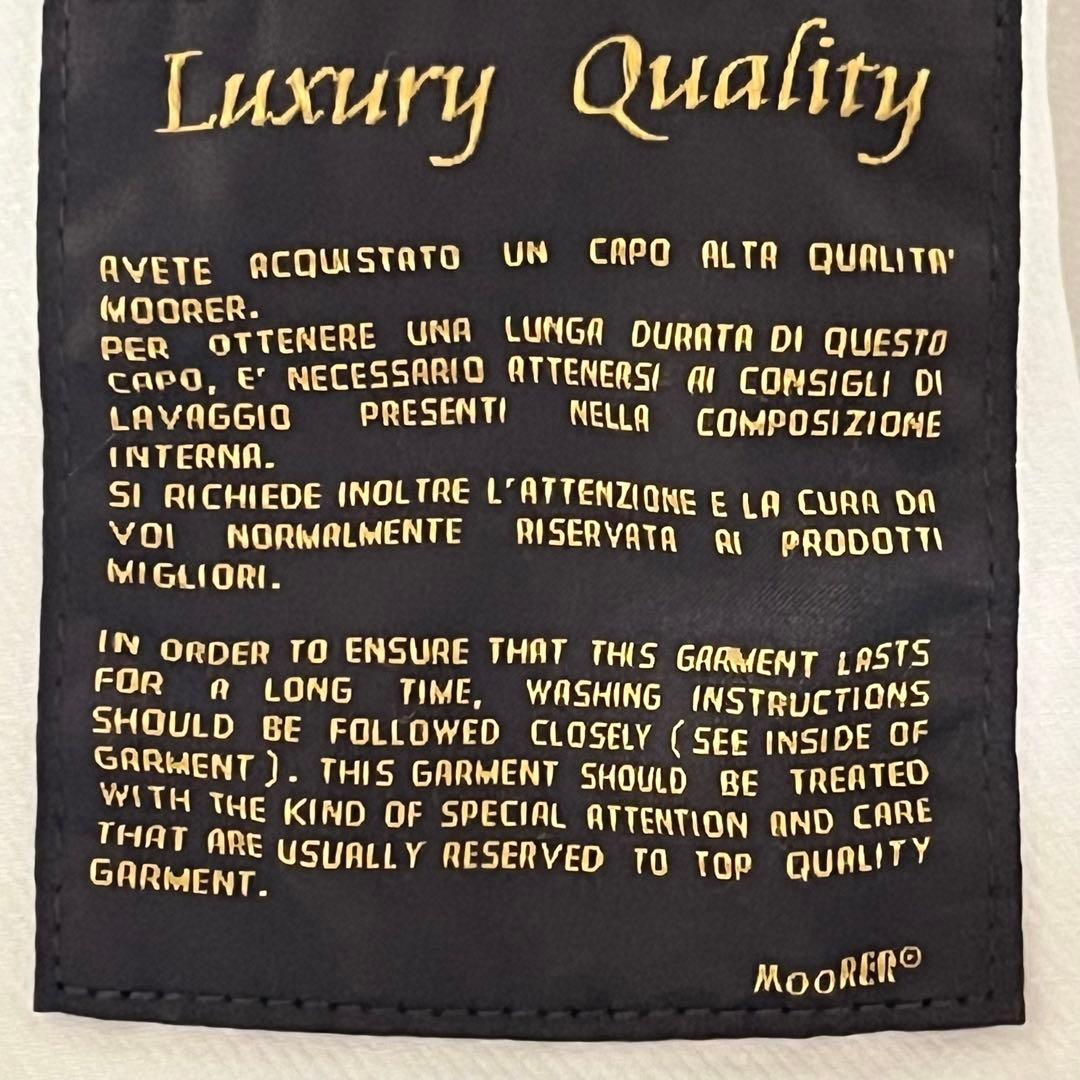 Luxury Quality
AVETE ACQUISTATO UN CAPO ALTA QUALITA'
MOORER.
PER OTTENERE UNA LUNGA DURATA DI QUESTO
CAPO, E' NECESSARIO ATTENERSI AI CONSIGLI DI
LAVAGGIO PRESENTI NELLA COMPOSIZIONE
INTERNA.
SI RICHIEDE INOLTRE L'ATTENZIONE E LA CURA DA
VOI NORMALMENTE RISERVATA AI PRODOTTI
MIGLIORI.
IN ORDER TO ENSURE THAT THIS GARMENT LASTS
FOR A LONG TIME, WASHING INSTRUCTIONS
SHOULD BE FOLLOWED CLOSELY (SEE INSIDE OF
GARMENT). THIS GARMENT SHOULD BE TREATED
WITH THE KIND OF SPECIAL ATTENTION AND CARE
THAT ARE USUALLY RESERVED TO TOP QUALITY
GARMENT.
MOORER©